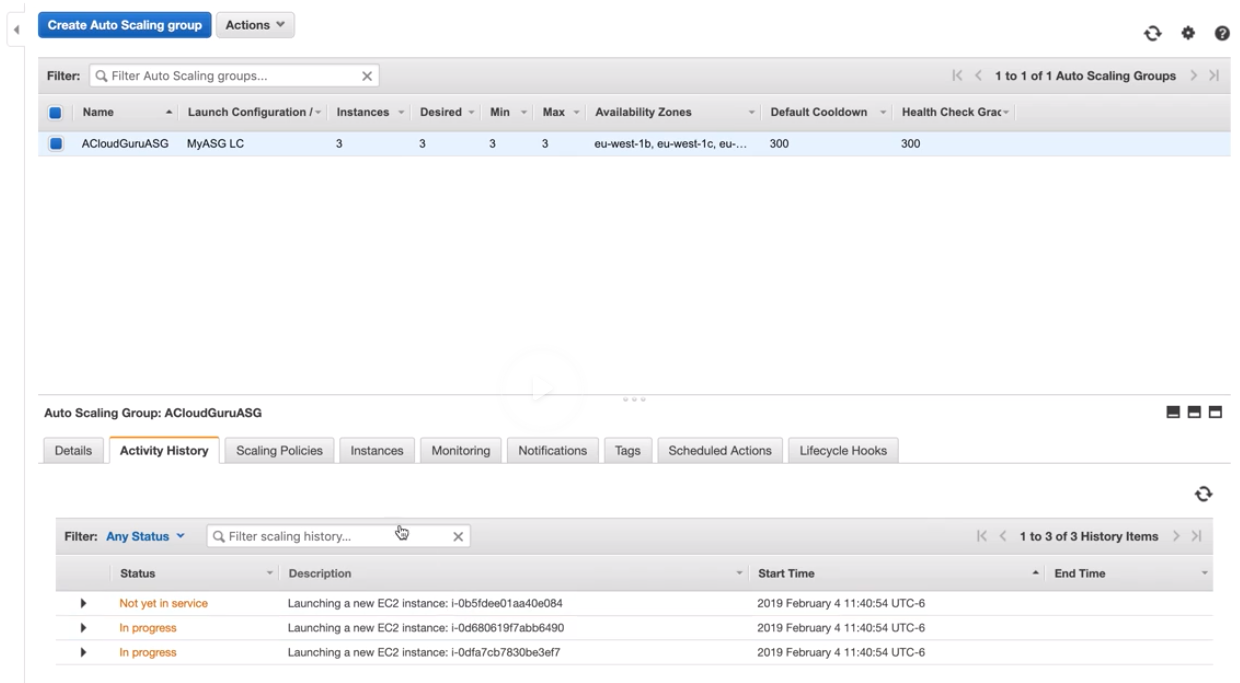 Create Auto Scaling group Actions
Filter: Filter Auto Scaling groups... 1 to 1 of 1 Auto Scaling Groups
Name Launch Configuration / Instances Desired Min Max Availability Zones Default Cooldown Health Check Grac
ACloudGuruASG MyASG LC 3 3 3 3 eu-west-1b, eu-west-1c, eu-... 300 300
Auto Scaling Group: ACloudGuruASG
Details Activity History Scaling Policies Instances Monitoring Notifications Tags Scheduled Actions Lifecycle Hooks
Filter: Any Status Filter scaling history... 1 to 3 of 3 History Items
Status Description Start Time End Time
Not yet in service Launching a new EC2 instance: i-0b5fdee01aa40e084 2019 February 4 11:40:54 UTC-6
In progress Launching a new EC2 instance: i-0d680619f7abb6490 2019 February 4 11:40:54 UTC-6
In progress Launching a new EC2 instance: i-0dfa7cb7830be3ef7 2019 February 4 11:40:54 UTC-6